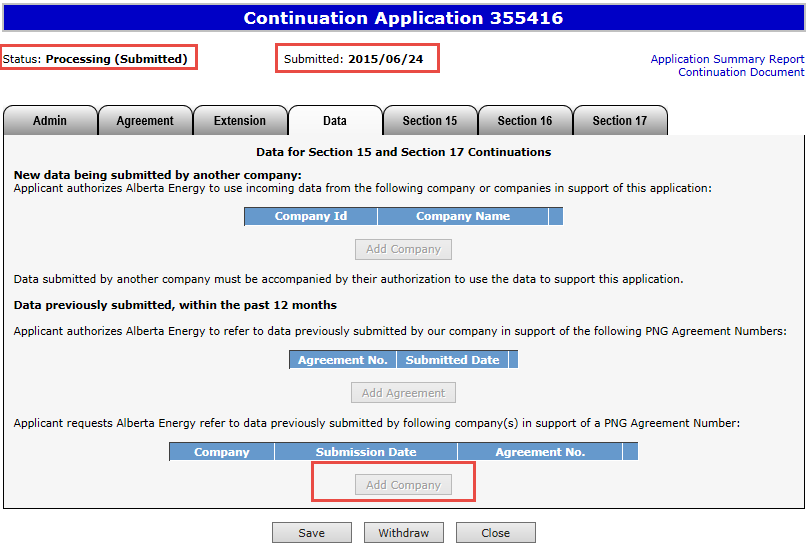 Continuation Application 355416
Status: Processing (Submitted)
Submitted: 2015/06/24
Application Summary Report
Continuation Document
Admin
Agreement
Extension
Data
Section 15
Section 16
Section 17
Data for Section 15 and Section 17 Continuations
New data being submitted by another company:
Applicant authorizes Alberta Energy to use incoming data from the following company or companies in support of this application:
Company Id Company Name
Add Company
Data submitted by another company must be accompanied by their authorization to use the data to support this application.
Data previously submitted, within the past 12 months
Applicant authorizes Alberta Energy to refer to data previously submitted by our company in support of the following PNG Agreement Numbers:
Agreement No. Submitted Date
Add Agreement
Applicant requests Alberta Energy refer to data previously submitted by following company(s) in support of a PNG Agreement Number:
Company Submission Date Agreement No.
Add Company
Save Withdraw Close